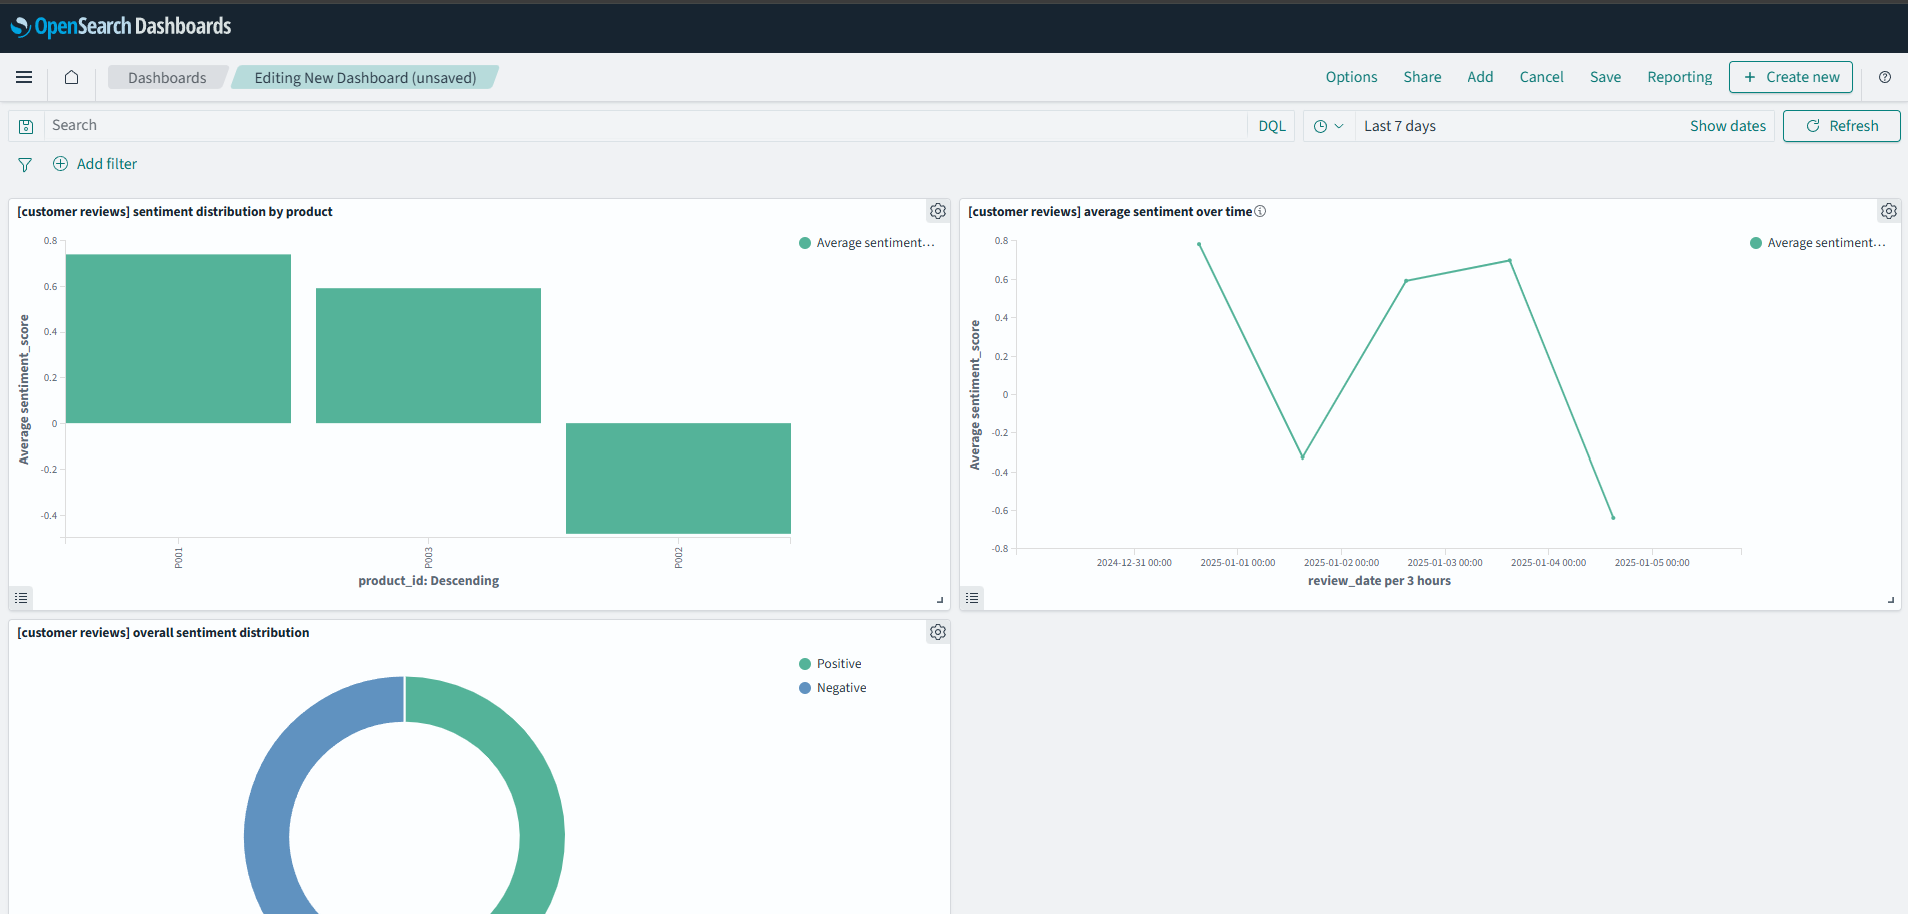 OpenSearch Dashboards
Dashboards
Editing New Dashboard (unsaved)
Options
Share
Add
Cancel
Save
Reporting
Create new
Search
DQL
Last 7 days
Show dates
Refresh
Add filter
[customer reviews] sentiment distribution by product
Average sentiment...
Average sentiment_score
0.8
0.6
0.4
0.2
0
-0.2
-0.4
P001
P003
P002
product_id: Descending
[customer reviews] average sentiment over time
Average sentiment...
Average sentiment_score
0.8
0.6
0.4
0.2
0
-0.2
-0.4
-0.6
-0.8
2024-12-31 00:00
2025-01-01 00:00
2025-01-02 00:00
2025-01-03 00:00
2025-01-04 00:00
2025-01-05 00:00
review_date per 3 hours
[customer reviews] overall sentiment distribution
Positive
Negative